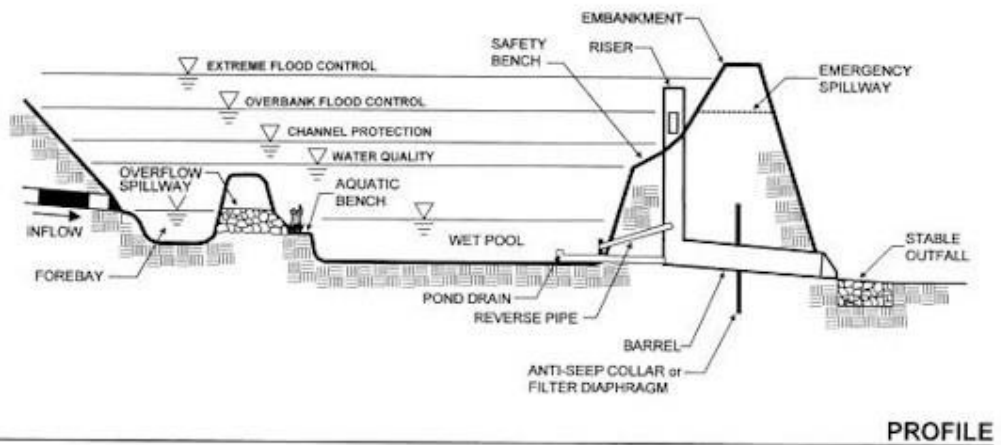 EMBANKMENT
SAFETY
BENCH
RISER
EXTREME FLOOD CONTROL
EMERGENCY
SPILLWAY
OVERBANK FLOOD CONTROL
CHANNEL PROTECTION
WATER QUALITY
OVERFLOW
SPILLWAY
AQUATIC
BENCH
INFLOW
WET POOL
STABLE
OUTFALL
FOREBAY
POND DRAIN
REVERSE PIPE
BARREL
ANTI-SEEP COLLAR or
FILTER DIAPHRAGM
PROFILE